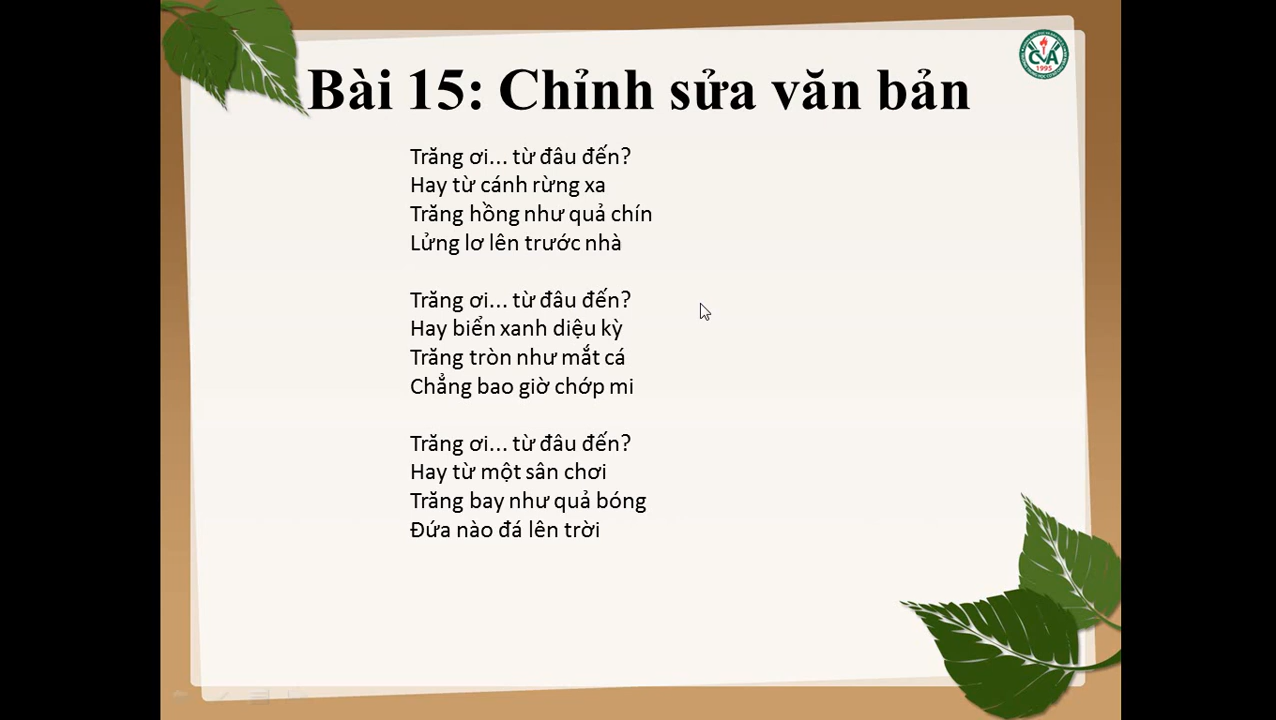 CVA
1995
Bài 15: Chỉnh sửa văn bản
Trăng ơi... từ đâu đến?
Hay từ cánh rừng xa
Trăng hồng như quả chín
Lửng lơ lên trước nhà
Trăng ơi... từ đâu đến?
Hay biển xanh diệu kỳ
Trăng tròn như mắt cá
Chẳng bao giờ chớp mi
Trăng ơi... từ đâu đến?
Hay từ một sân chơi
Trăng bay như quả bóng
Đứa nào đá lên trời